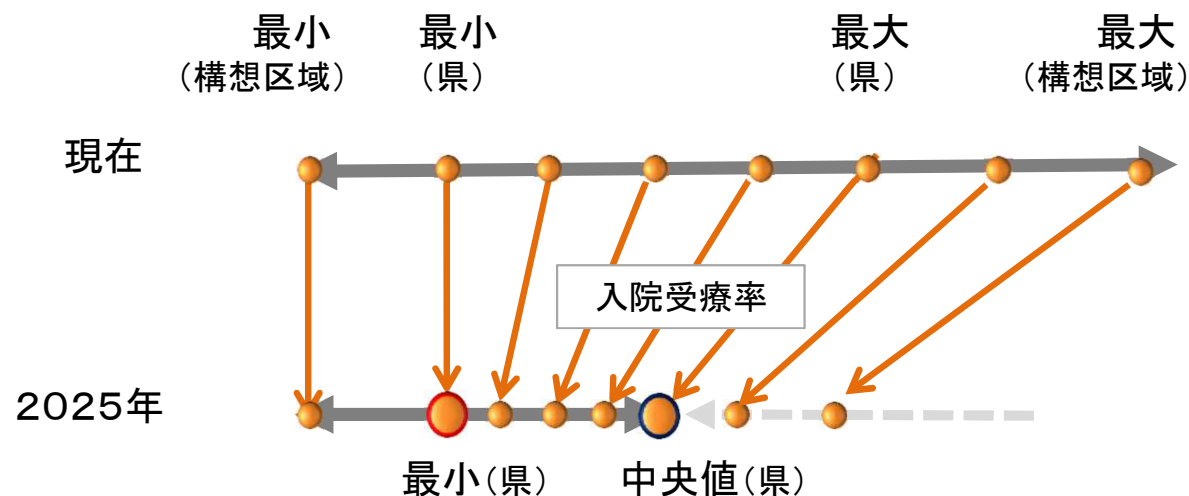 最小
（構想区域）
最小
（県）
最大
（県）
最大
（構想区域）
現在
入院受療率
２０２５年
最小（県）
中央値（県）